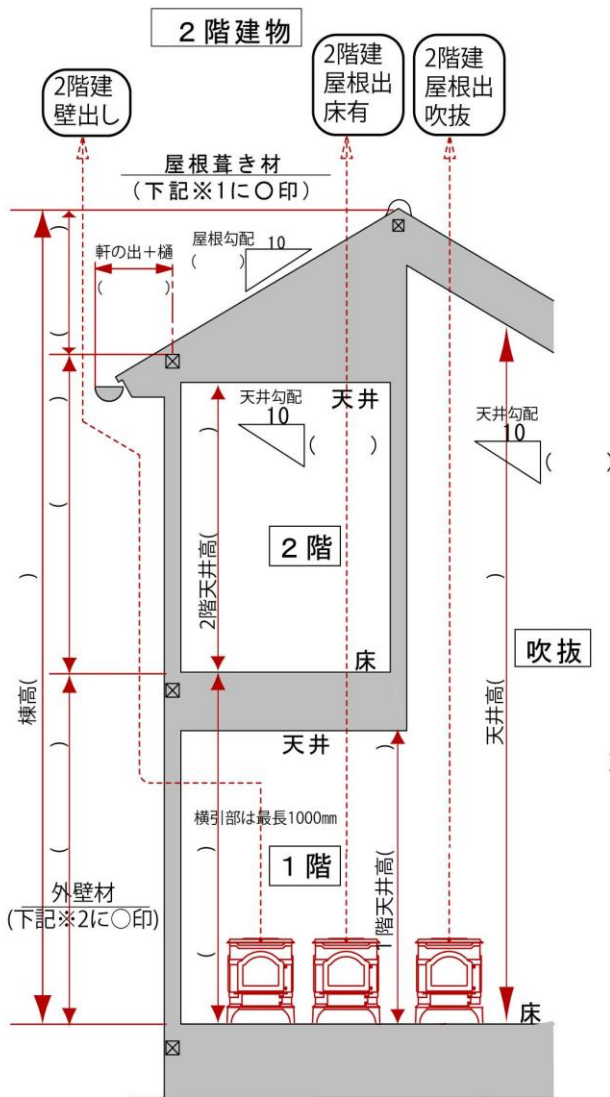 ２階建物
2階建
壁出し
2階建
屋根出
床有
2階建
屋根出
吹抜
屋根葺き材
(下記※1に〇印)
軒の出＋樋
(　　)
屋根勾配
(　　)
10
(　　)
天井勾配
10
(　　)
天井
天井勾配
10
(　　)
(　　)
２階
2階天井高(　　)
床
吹抜
天井高(　　)
棟高(　　)
天井
横引部は最長1000㎜
(　　)
(　　)
１階
1階天井高(　　)
外壁材
(下記※2に〇印)
床